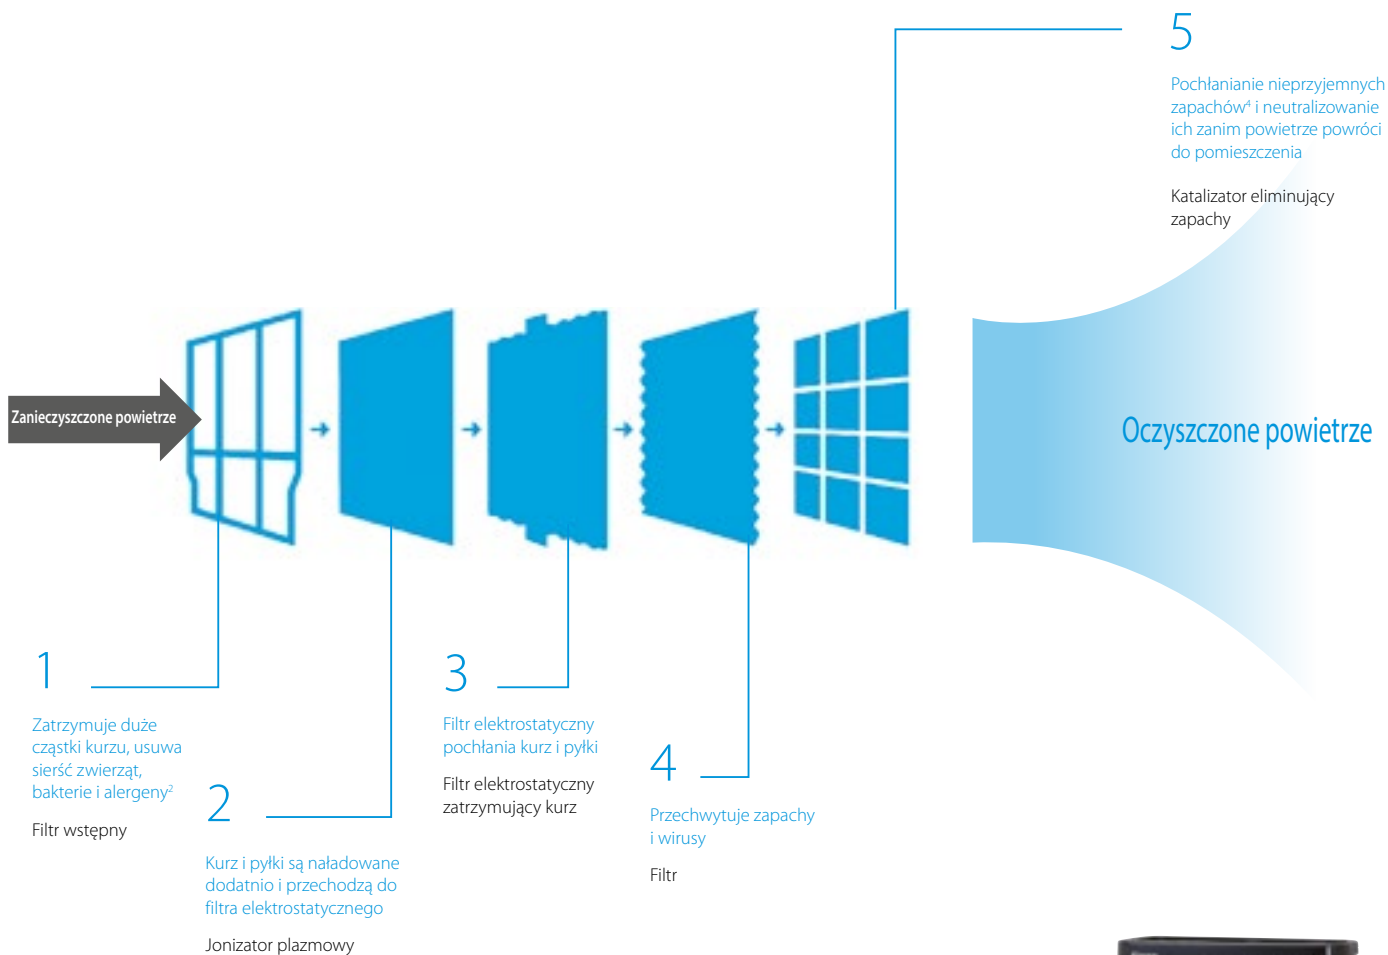 5
Pochłanianie nieprzyjemnych
zapachów⁴ i neutralizowanie
ich zanim powietrze powróci
do pomieszczenia
Katalizator eliminujący
zapachy
Zanieczyszczone powietrze
Oczyszczone powietrze
1
Zatrzymuje duże
cząstki kurzu, usuwa
sierść zwierząt,
bakterie i alergeny²
Filtr wstępny
2
Kurz i pyłki są naładowane
dodatnio i przechodzą do
filtra elektrostatycznego
Jonizator plazmowy
3
Filtr elektrostatyczny
pochłania kurz i pyłki
Filtr elektrostatyczny
zatrzymujący kurz
4
Przechwytuje zapachy
i wirusy
Filtr